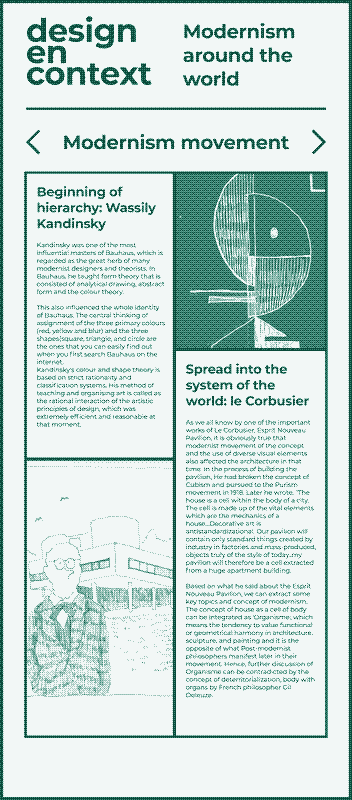 design
en
context
Modernism
around the
world
Modernism movement
Beginning of
hierarchy: Wassily
Kandinsky
Kandinsky was one of the most
influential masters of Bauhaus, which is
regarded as the great herb of many
modernist designers and theorists. In
Bauhaus, he taught form theory that is
consisted of analytical drawing, abstract
form and the colour theory.
This also influenced the whole identity
of Bauhaus. The central thinking of
assignment of the three primary colours
(red, yellow and blur) and the three
shapes(square, triangle, and circle are
the ones that you can easily find out
when you first search Bauhaus on the
internet.
Kandinsky's colour and shape theory is
based on strict rationality and
classification systems. His method of
teaching and organising art is called as
the rational interaction of the artistic
principles of design, which was
extremely efficient and reasonable at
that moment.
Spread into the
system of the
world: le Corbusier
As we all know by one of the important
works of Le Corbusier, Esprit Nouveau
Pavilion, it is obviously true that
modernist movement of the concept
and the use of diverse visual elements
also affected the architecture in that
time. In the process of building the
pavilion, He had broken the concept of
Cubism and pursued to the Purism
movement in 1918. Later he wrote, "The
house is a cell within the body of a city.
The cell is made up of the vital elements
which are the mechanics of a
house...Decorative art is
antistandardizational. Our pavilion will
contain only standard things created by
industry in factories and mass-produced,
objects truly of the style of today...my
pavilion will therefore be a cell extracted
from a huge apartment building.
Based on what he said about the Esprit
Nouveau Pavilion, we can extract some
key topics and concept of modernism.
The concept of house as a cell of body
can be integrated as 'Organisme', which
means the tendency to value functional
or geometrical harmony in architecture,
sculpture, and painting and it is the
opposite of what Post-modernist
philosophers manifest later in their
movement. Hence, further discussion of
Organisme can be contradicted by the
concept of deterritorialization, body with
organs by French philosopher Gil
Deleuze.